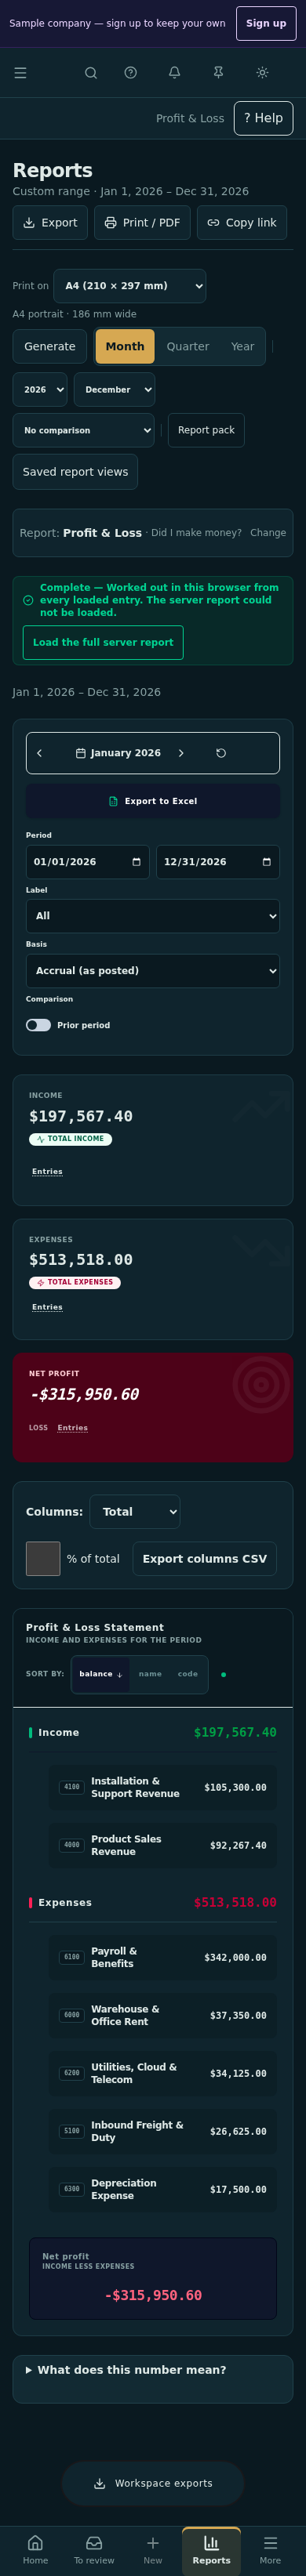 Sample company — sign up to keep your own
Sign up
Profit & Loss
? Help
Reports
Custom range · Jan 1, 2026 – Dec 31, 2026
Export
Print / PDF
Copy link
Print on
A4 (210 × 297 mm)
A4 portrait · 186 mm wide
Generate
Month
Quarter
Year
2026
December
No comparison
Report pack
Saved report views
Report: Profit & Loss · Did I make money? Change
Complete — Worked out in this browser from
every loaded entry. The server report could
not be loaded.
Load the full server report
Jan 1, 2026 – Dec 31, 2026
January 2026
Export to Excel
Period
01/01/2026
12/31/2026
Label
All
Basis
Accrual (as posted)
Comparison
Prior period
INCOME
$197,567.40
TOTAL INCOME
Entries
EXPENSES
$513,518.00
TOTAL EXPENSES
Entries
NET PROFIT
-$315,950.60
LOSS
Entries
Columns:
Total
% of total
Export columns CSV
Profit & Loss Statement
INCOME AND EXPENSES FOR THE PERIOD
SORT BY:
balance ↓
name
code
Income
$197,567.40
4100
Installation &
Support Revenue
$105,300.00
4000
Product Sales
Revenue
$92,267.40
Expenses
$513,518.00
6100
Payroll &
Benefits
$342,000.00
6000
Warehouse &
Office Rent
$37,350.00
6200
Utilities, Cloud &
Telecom
$34,125.00
5100
Inbound Freight &
Duty
$26,625.00
6300
Depreciation
Expense
$17,500.00
Net profit
INCOME LESS EXPENSES
-$315,950.60
What does this number mean?
Workspace exports
Home
To review
New
Reports
More